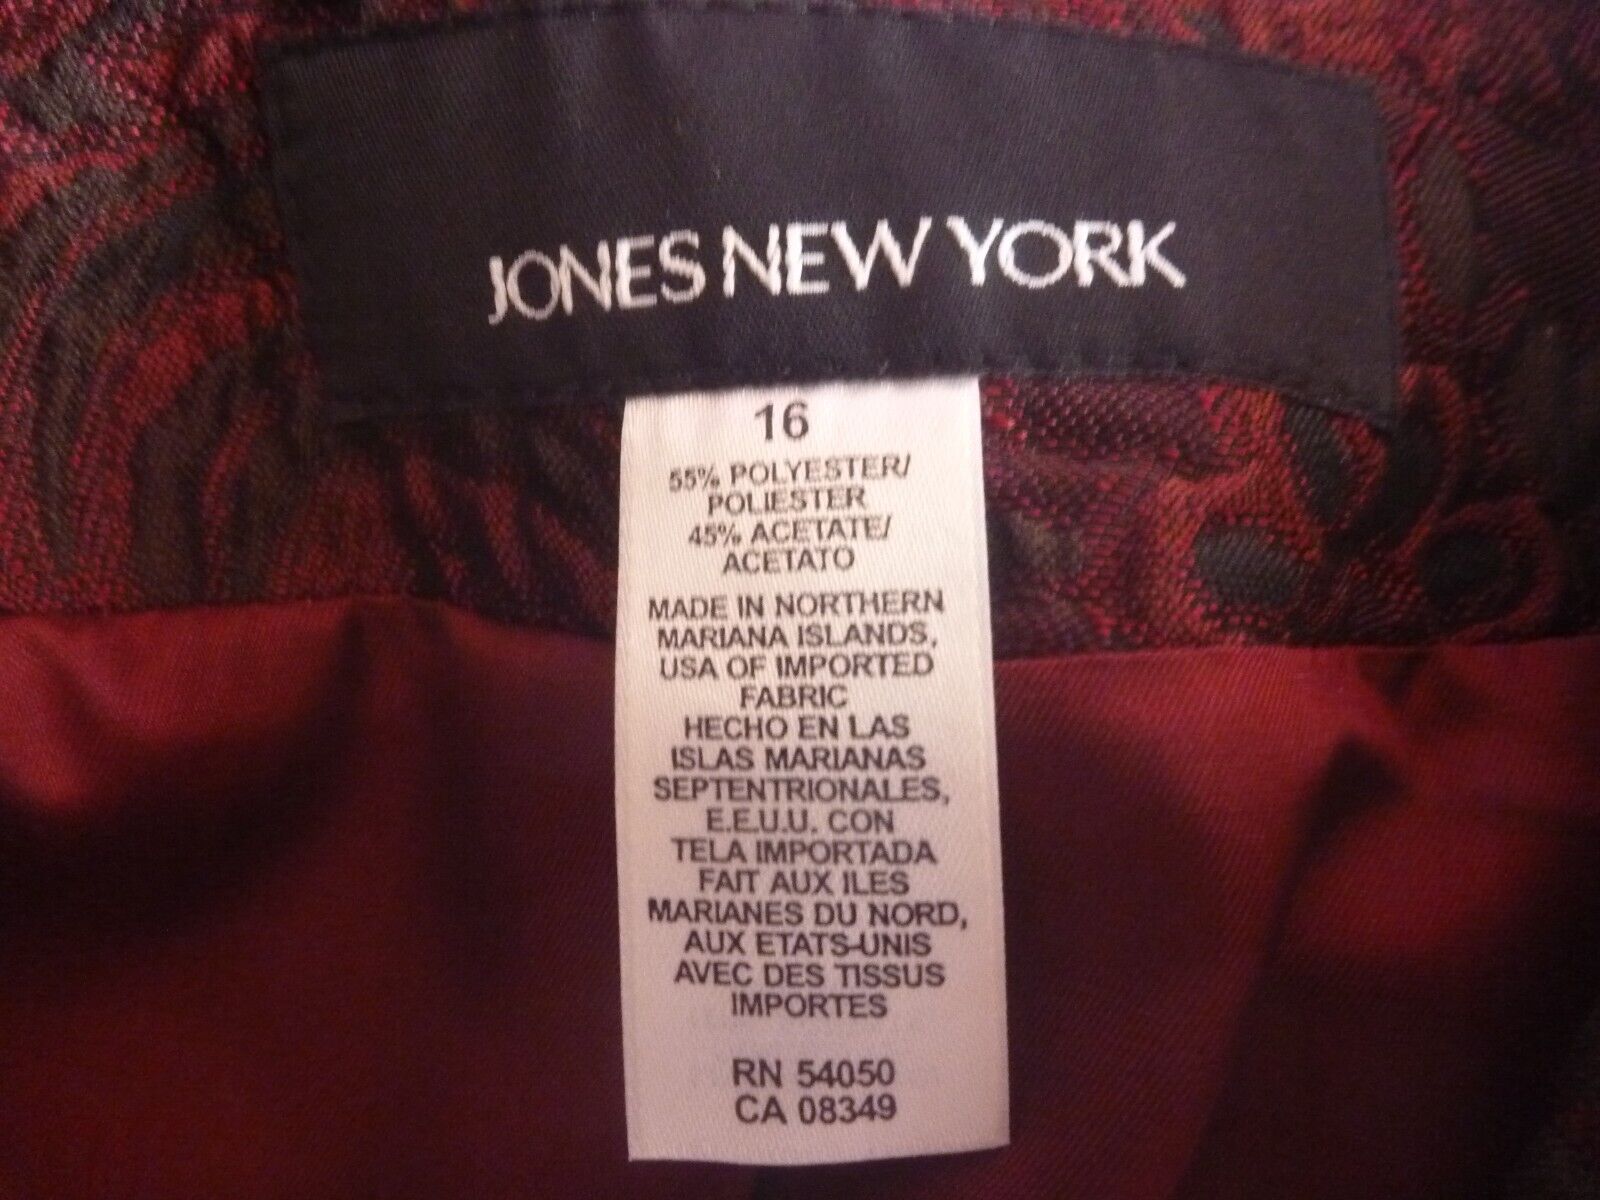 JONES NEW YORK
16
55% POLYESTER/
POLIESTER
45% ACETATE/
ACETATO
MADE IN NORTHERN
MARIANA ISLANDS,
USA OF IMPORTED
FABRIC
HECHO EN LAS
ISLAS MARIANAS
SEPTENTRIONALES,
E.E.U.U. CON
TELA IMPORTADA
FAIT AUX ILES
MARIANES DU NORD,
AUX ETATS-UNIS
AVEC DES TISSUS
IMPORTES
RN 54050
CA 08349